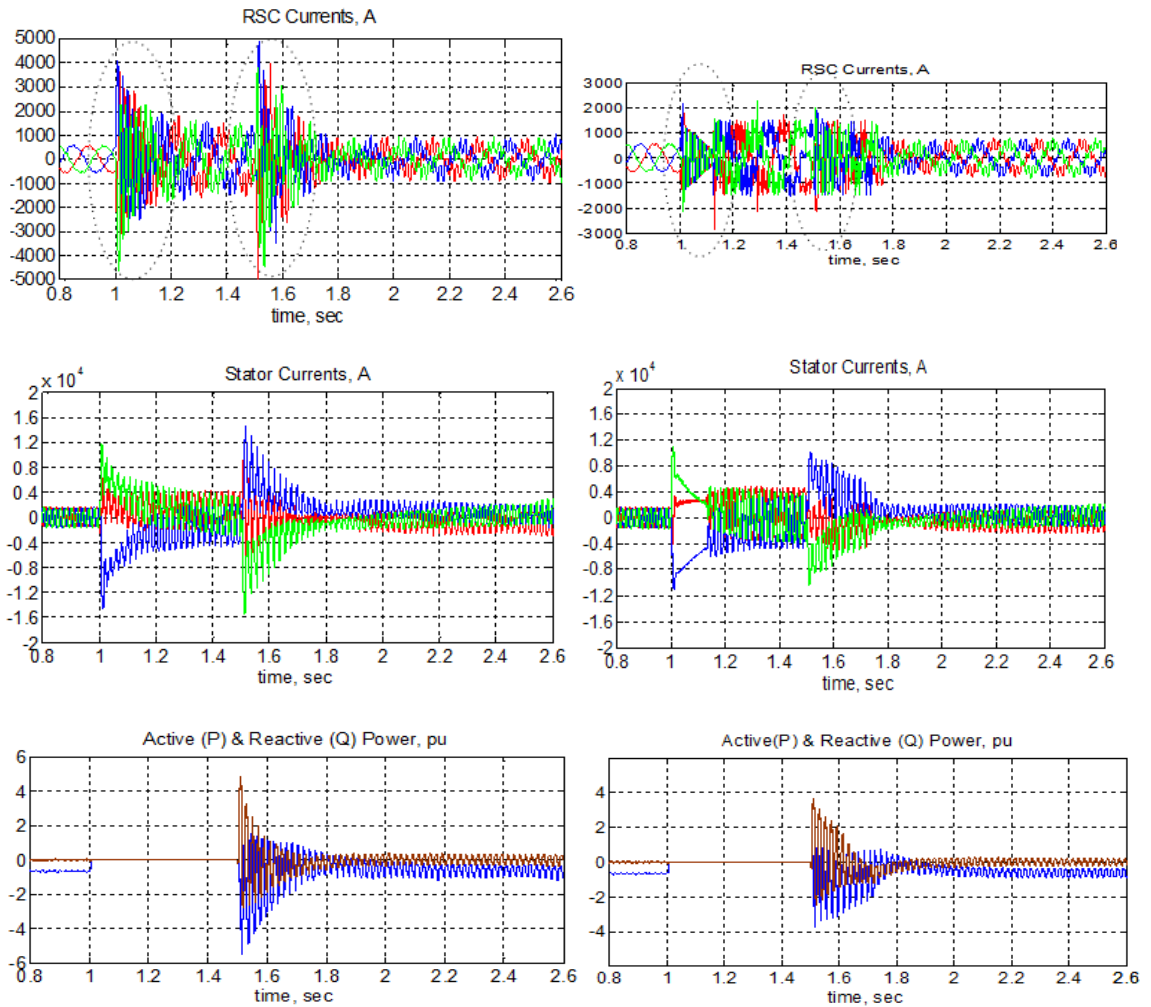 RSC Currents, A
5000
4000
3000
2000
1000
0
-1000
-2000
-3000
-4000
5000
0.8 1 1.2 1.4 1.6 1.8 2 2.2 2.4 2.6
time, sec
RSC Currents, A
3000
2000
1000
0
-1000
-2000
-3000
0.8 1 1.2 1.4 1.6 1.8 2 2.2 2.4 2.6
time, sec
Stator Currents, A
x 10^4
2
1.6
1.2
0.8
0.4
0
-0.4
-0.8
-1.2
-1.6
-2
0.8 1 1.2 1.4 1.6 1.8 2 2.2 2.4 2.6
time, sec
Stator Currents, A
x 10^4
2
1.6
1.2
0.8
0.4
0
-0.4
-0.8
-1.2
-1.6
-2
0.8 1 1.2 1.4 1.6 1.8 2 2.2 2.4 2.6
time, sec
Active (P) & Reactive (Q) Power, pu
6
4
2
0
-2
-4
-6
0.8 1 1.2 1.4 1.6 1.8 2 2.2 2.4 2.6
time, sec
Active(P) & Reactive (Q) Power, pu
4
2
0
-2
-4
0.8 1 1.2 1.4 1.6 1.8 2 2.2 2.4 2.6
time, sec